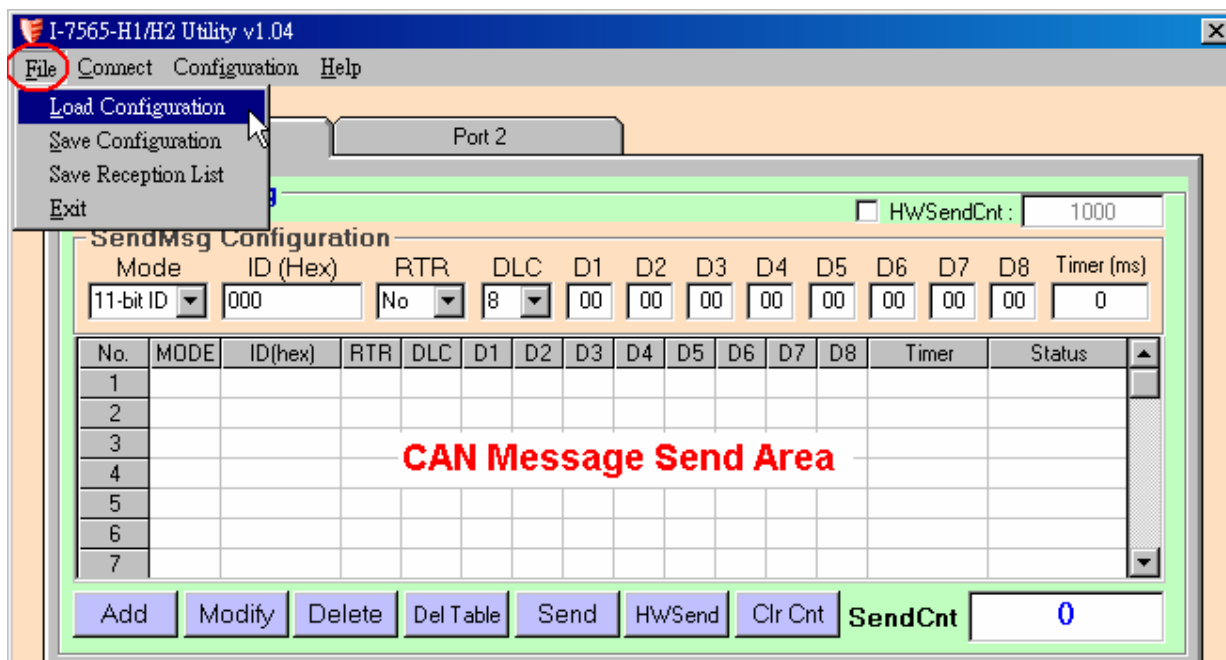 I-7565-H1/H2 Utility v1.04
File Connect Configuration Help
Load Configuration
Save Configuration
Save Reception List
Exit
Port 2
HWSendCnt : 1000
SendMsg Configuration
Mode ID (Hex) RTR DLC D1 D2 D3 D4 D5 D6 D7 D8 Timer (ms)
11-bit ID 000 No 8 00 00 00 00 00 00 00 00 0
No. MODE ID(hex) RTR DLC D1 D2 D3 D4 D5 D6 D7 D8 Timer Status
1
2
3
CAN Message Send Area
4
5
6
7
Add Modify Delete Del Table Send HWSend Clr Cnt SendCnt 0